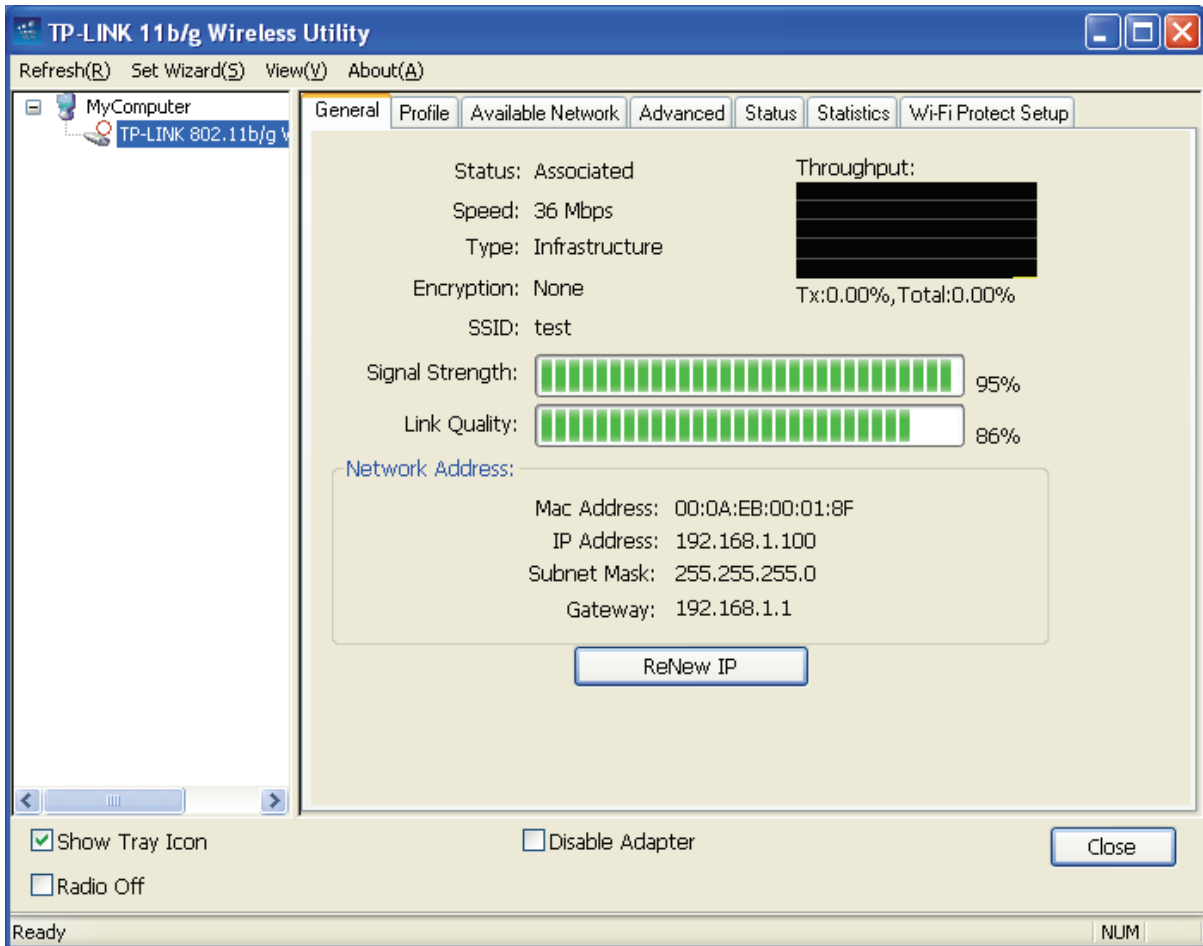 TP-LINK 11b/g Wireless Utility
Refresh(R) Set Wizard(S) View(V) About(A)
MyComputer
TP-LINK 802.11b/g
General Profile Available Network Advanced Status Statistics Wi-Fi Protect Setup
Status: Associated
Throughput:
Speed: 36 Mbps
Type: Infrastructure
Encryption: None
Tx:0.00%,Total:0.00%
SSID: test
Signal Strength: 95%
Link Quality: 86%
Network Address:
Mac Address: 00:0A:EB:00:01:8F
IP Address: 192.168.1.100
Subnet Mask: 255.255.255.0
Gateway: 192.168.1.1
ReNew IP
Show Tray Icon
Disable Adapter
Close
Radio Off
Ready
NUM